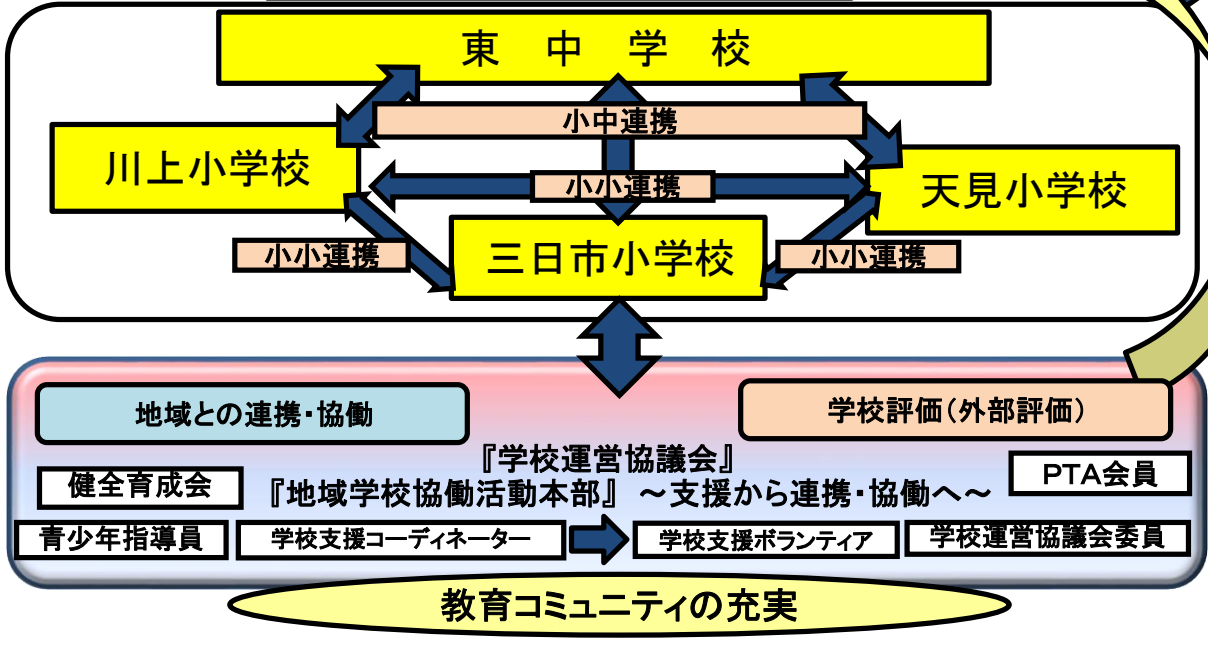 東 中 学 校
小中連携
川上小学校
小小連携
天見小学校
小小連携
三日市小学校
小小連携
地域との連携・協働
学校評価(外部評価)
『学校運営協議会』
健全育成会
『地域学校協働活動本部』 ～支援から連携・協働へ～
PTA会員
青少年指導員
学校支援コーディネーター
学校支援ボランティア
学校運営協議会委員
教育コミュニティの充実